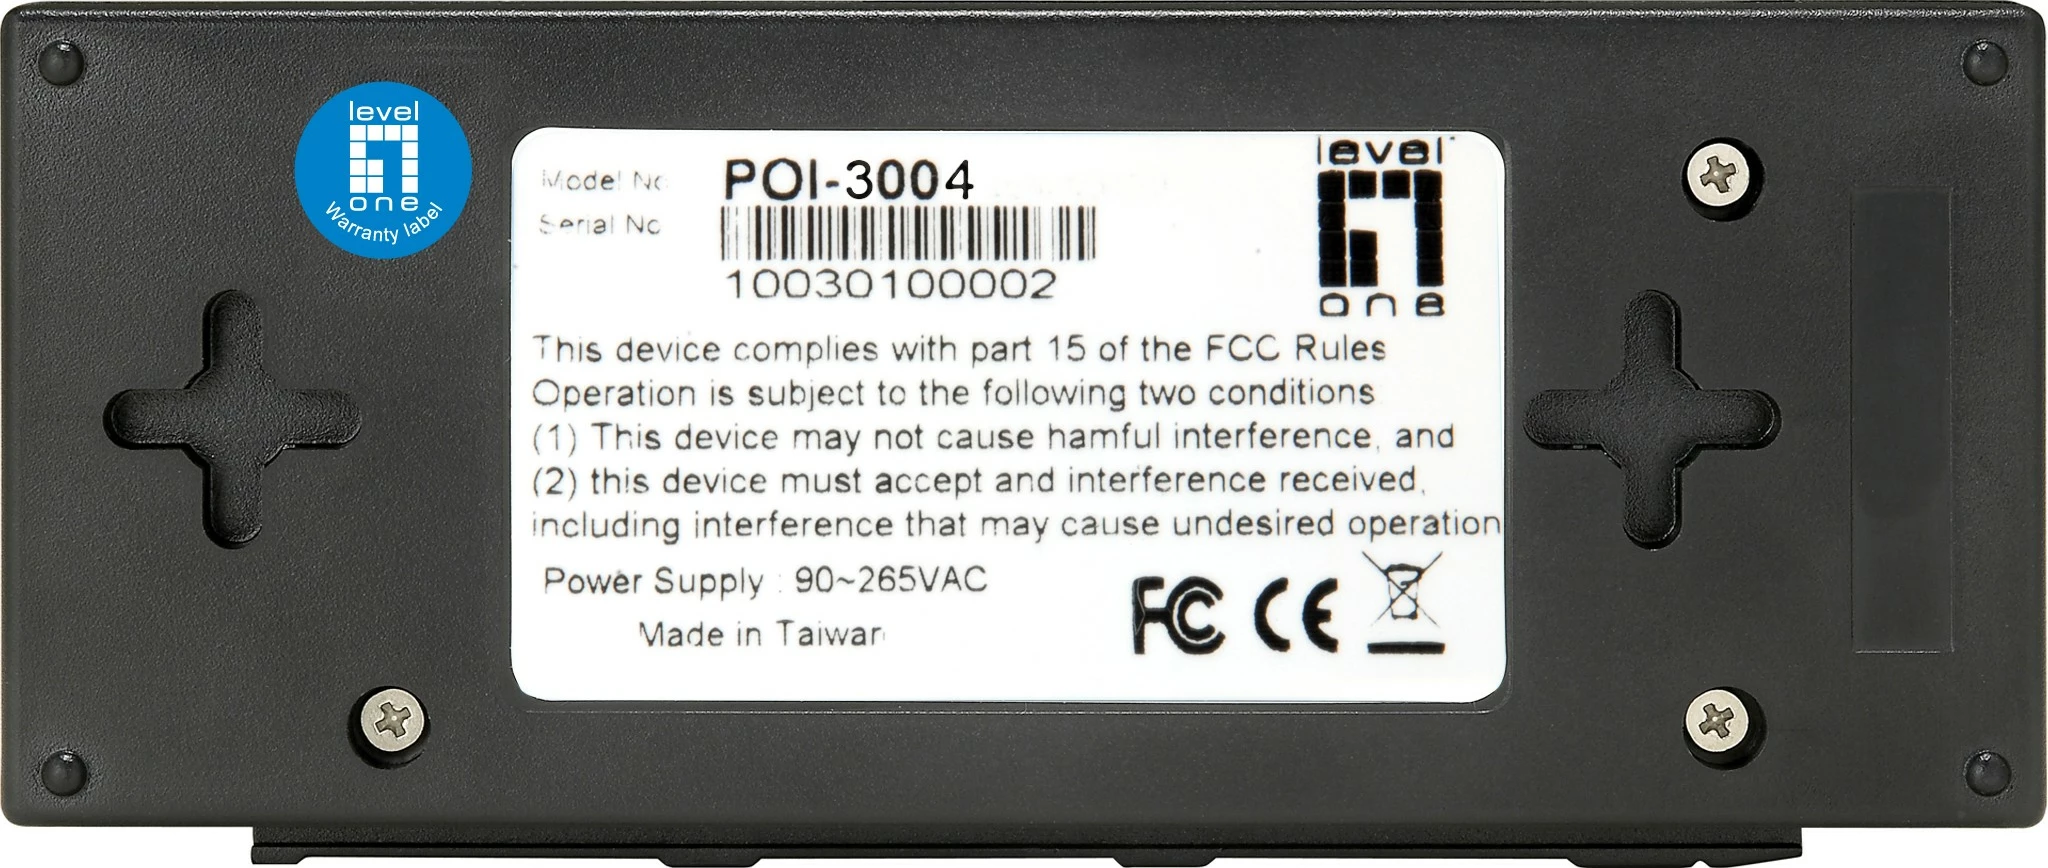 level
one
Warranty label
Model No
POI-3004
Serial No
10030100002
level
one
This device complies with part 15 of the FCC Rules
Operation is subject to the following two conditions
(1) This device may not cause hamful interference, and
(2) this device must accept and interference received,
including interference that may cause undesired operation
Power Supply : 90~265VAC
Made in Taiwan
FC CE